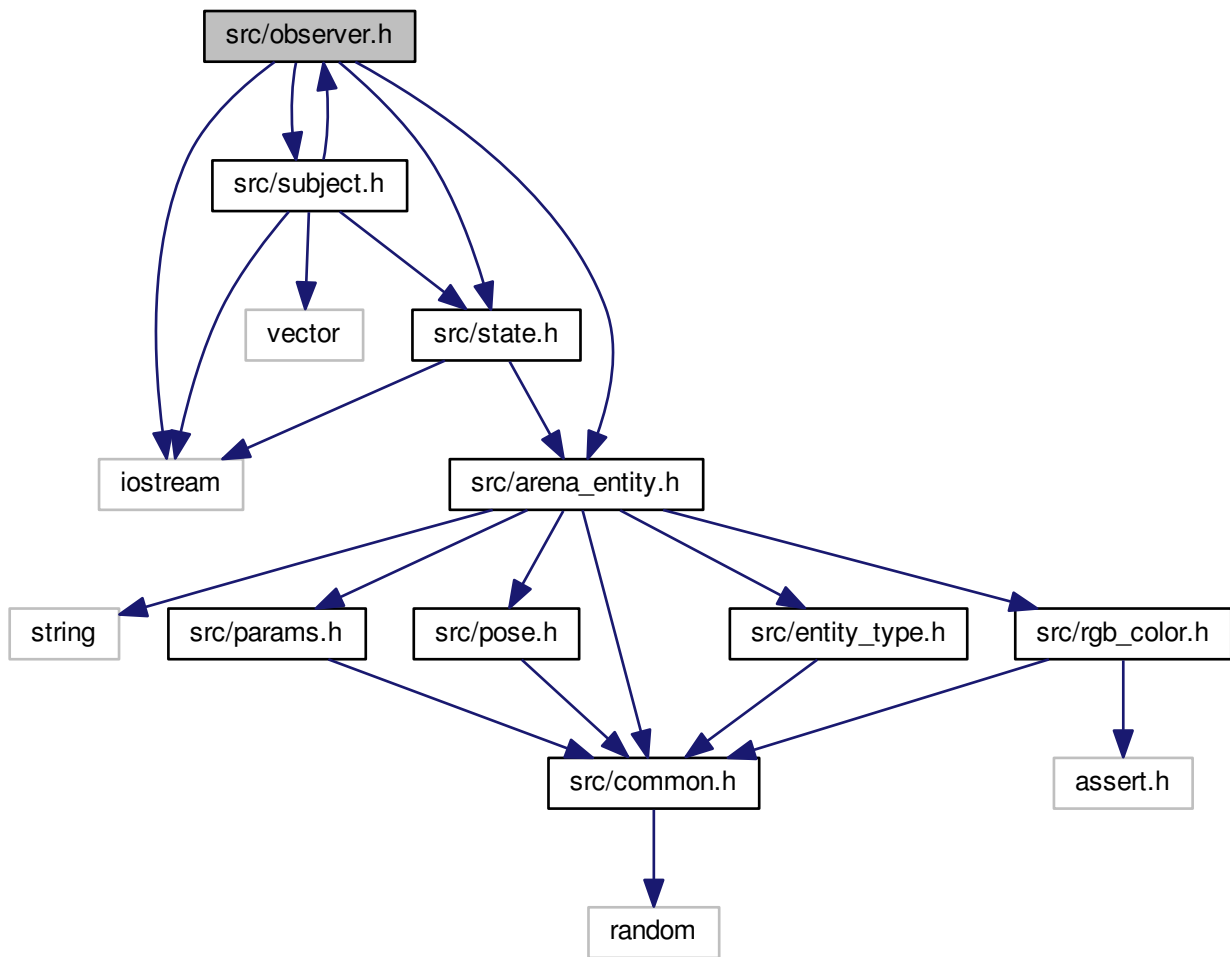 src/observer.h
src/subject.h
vector
src/state.h
iostream
src/arena_entity.h
string
src/params.h
src/pose.h
src/entity_type.h
src/rgb_color.h
src/common.h
assert.h
random